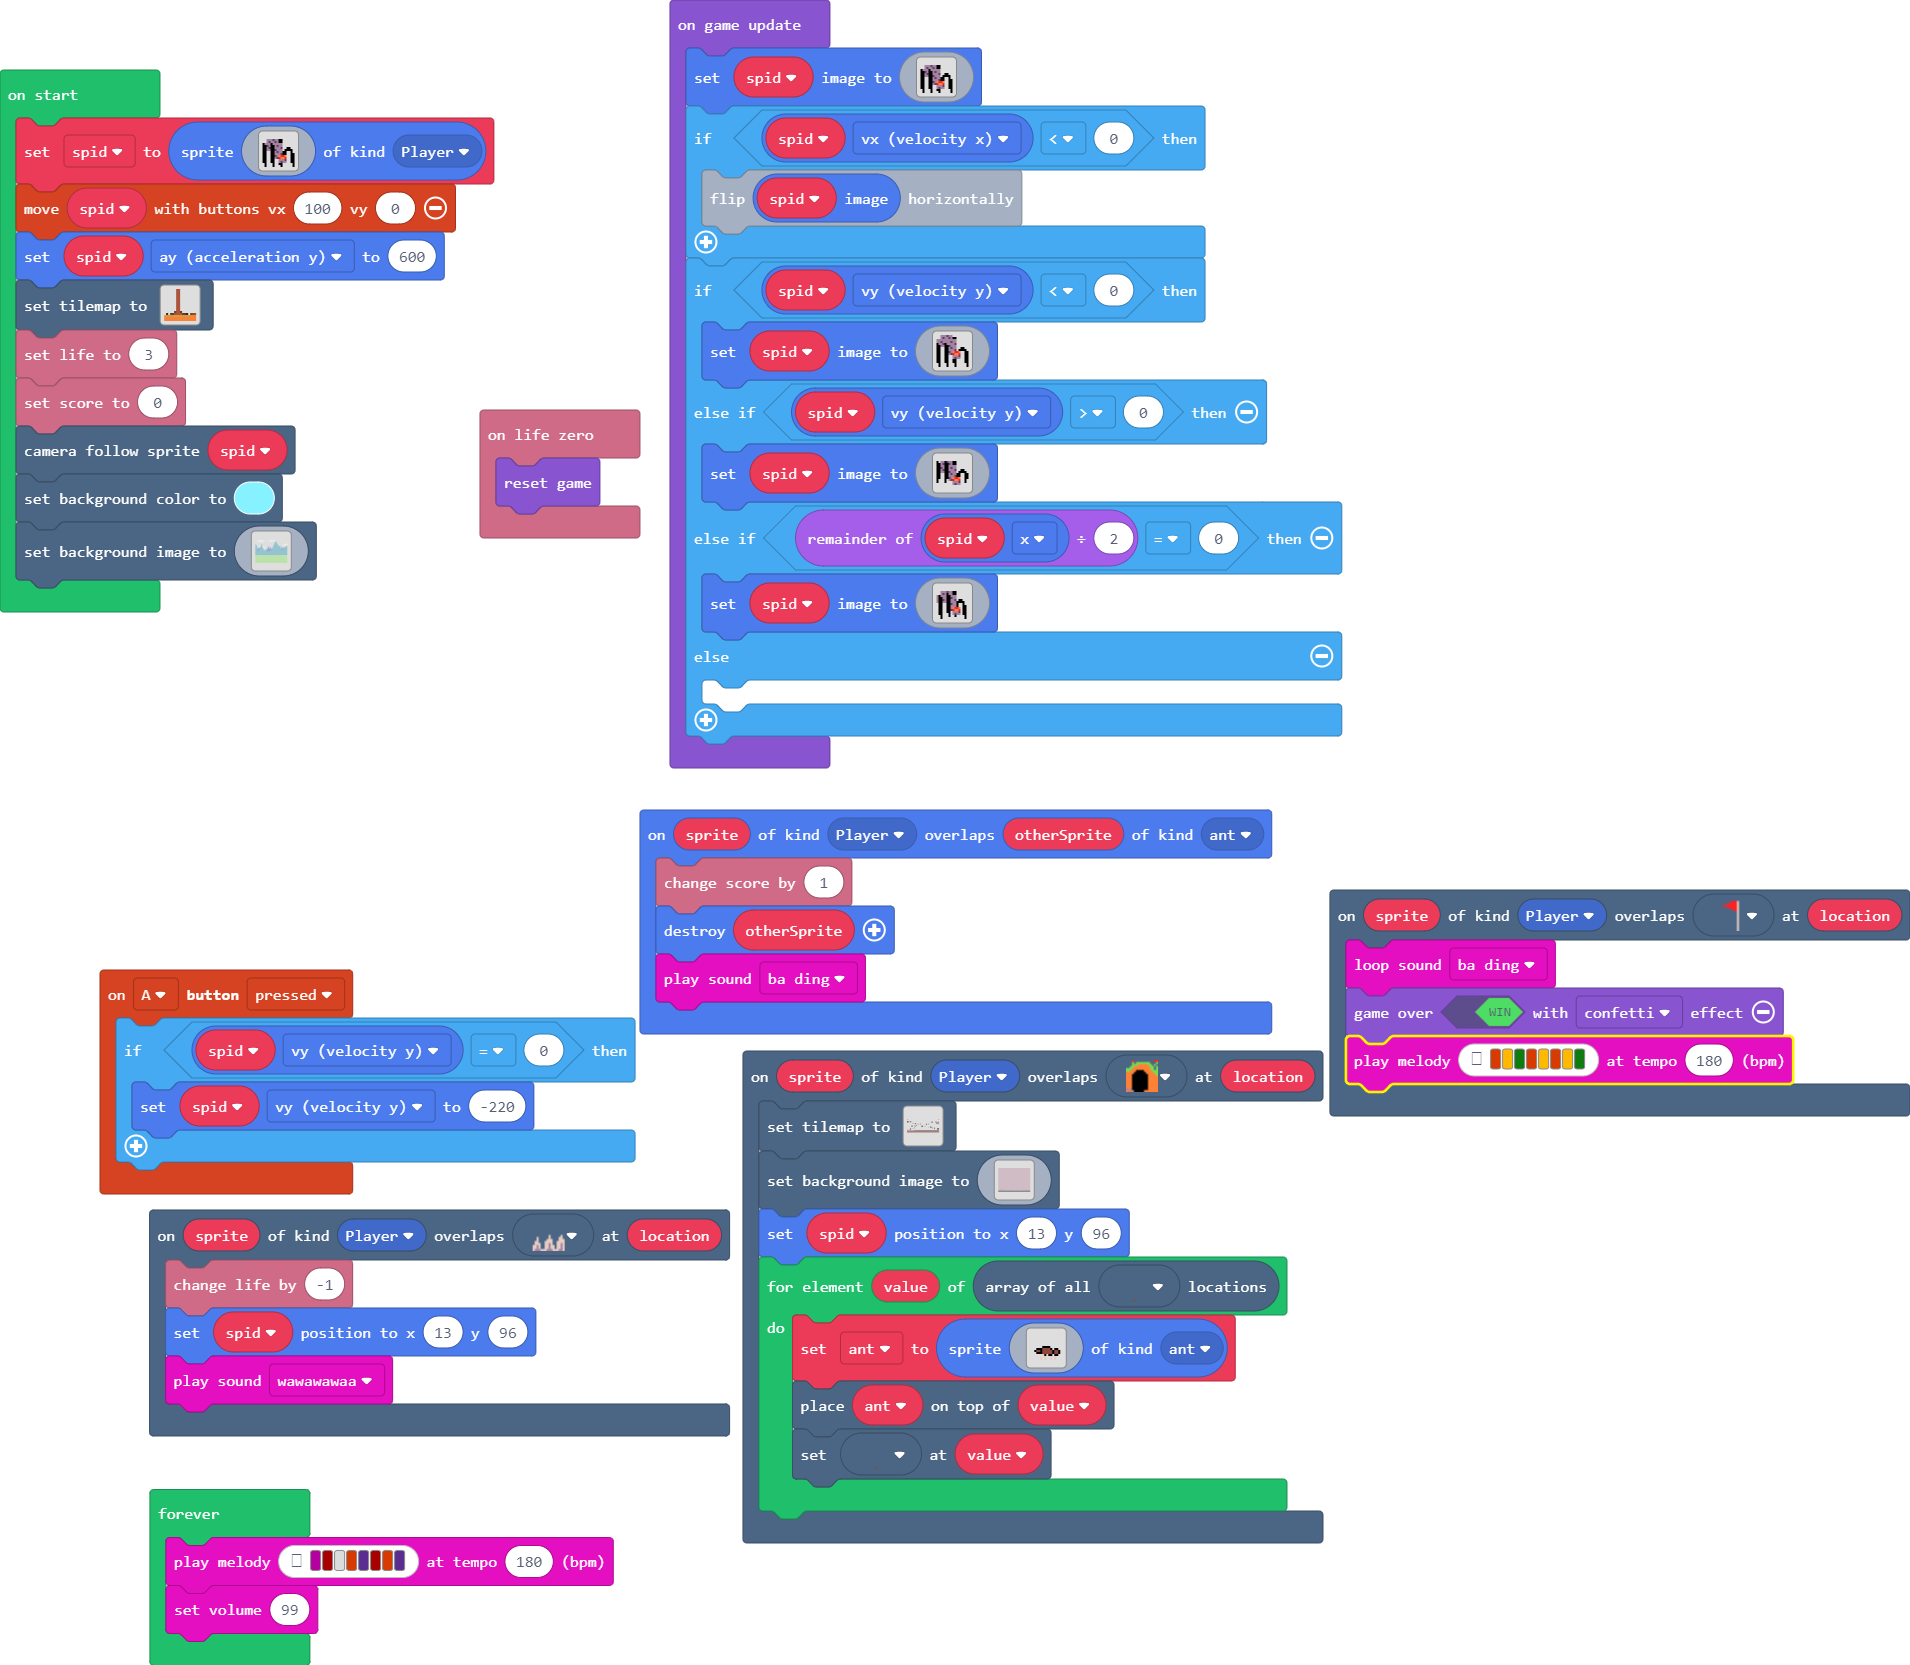 on start
set spid to sprite of kind Player
move spid with buttons vx 100 vy 0
set spid ay (acceleration y) to 600
set tilemap to
set life to 3
set score to 0
camera follow sprite spid
set background color to
set background image to
on life zero
reset game
on game update
set spid image to
if spid vx (velocity x) < 0 then
flip spid image horizontally
if spid vy (velocity y) < 0 then
set spid image to
else if spid vy (velocity y) > 0 then
set spid image to
else if remainder of spid x ÷ 2 = 0 then
set spid image to
else
on sprite of kind Player overlaps otherSprite of kind ant
change score by 1
destroy otherSprite
play sound ba ding
on sprite of kind Player overlaps at location
loop sound ba ding
game over WIN with confetti effect
play melody at tempo 180 (bpm)
on A button pressed
if spid vy (velocity y) = 0 then
set spid vy (velocity y) to -220
on sprite of kind Player overlaps at location
set tilemap to
set background image to
set spid position to x 13 y 96
for element value of array of all locations
do
set ant to sprite of kind ant
place ant on top of value
set at value
on sprite of kind Player overlaps at location
change life by -1
set spid position to x 13 y 96
play sound wawawawaa
forever
play melody at tempo 180 (bpm)
set volume 99